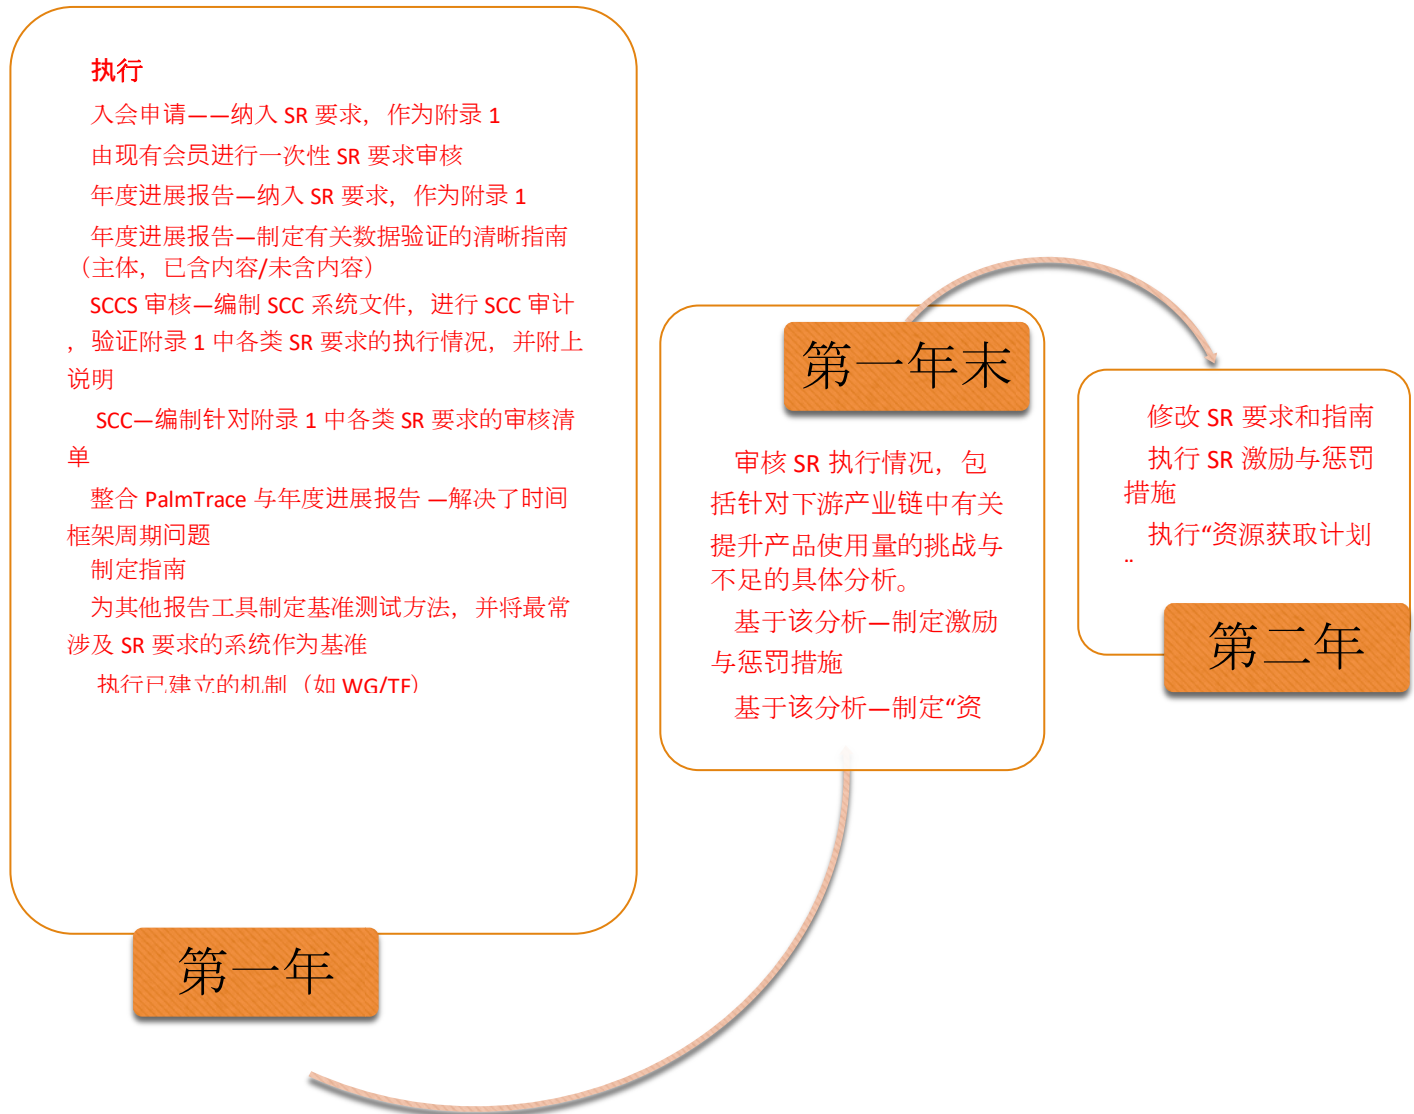 执行
入会申请——纳入 SR 要求，作为附录 1
由现有会员进行一次性 SR 要求审核
年度进展报告—纳入 SR 要求，作为附录 1
年度进展报告—制定有关数据验证的清晰指南
（主体，已含内容/未含内容）
SCCS 审核—编制 SCC 系统文件，进行 SCC 审计
，验证附录 1 中各类 SR 要求的执行情况，并附上
说明
SCC—编制针对附录 1 中各类 SR 要求的审核清
单
整合 PalmTrace 与年度进展报告 —解决了时间
框架周期问题
制定指南
为其他报告工具制定基准测试方法，并将最常
涉及 SR 要求的系统作为基准
执行已建立的机制（如 WG/TF）
第一年
第一年末
审核 SR 执行情况，包
括针对下游产业链中有关
提升产品使用量的挑战与
不足的具体分析。
基于该分析—制定激励
与惩罚措施
基于该分析—制定“资
修改 SR 要求和指南
执行 SR 激励与惩罚
措施
执行“资源获取计划
”
第二年